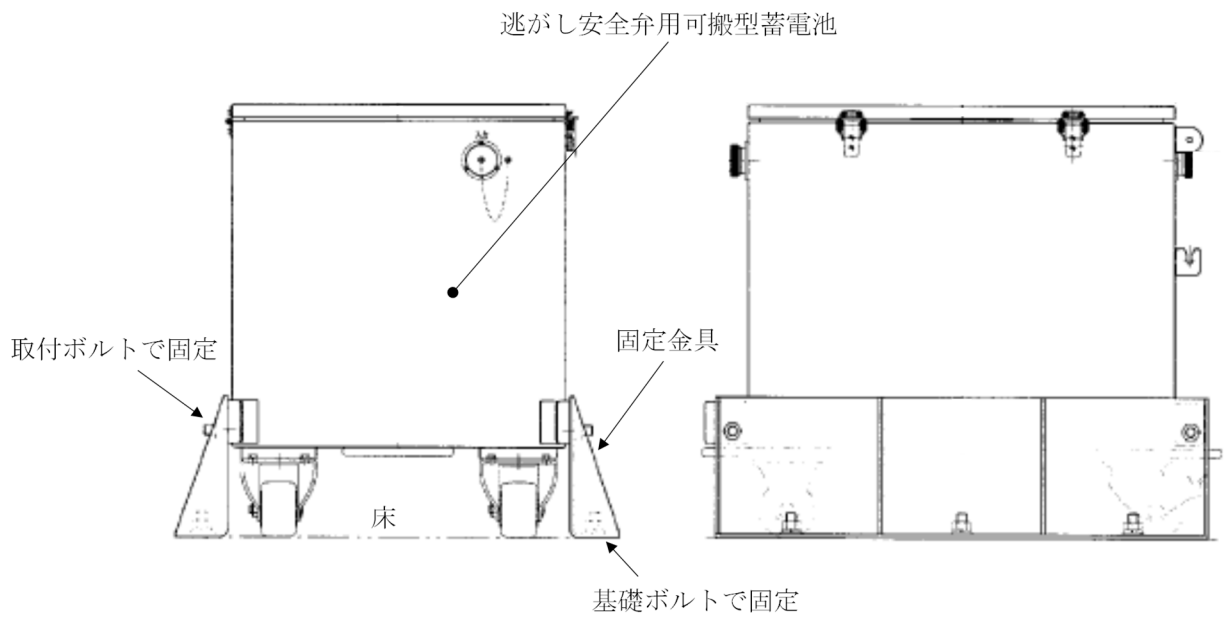 逃がし安全弁用可搬型蓄電池
取付ボルトで固定
固定金具
床
基礎ボルトで固定